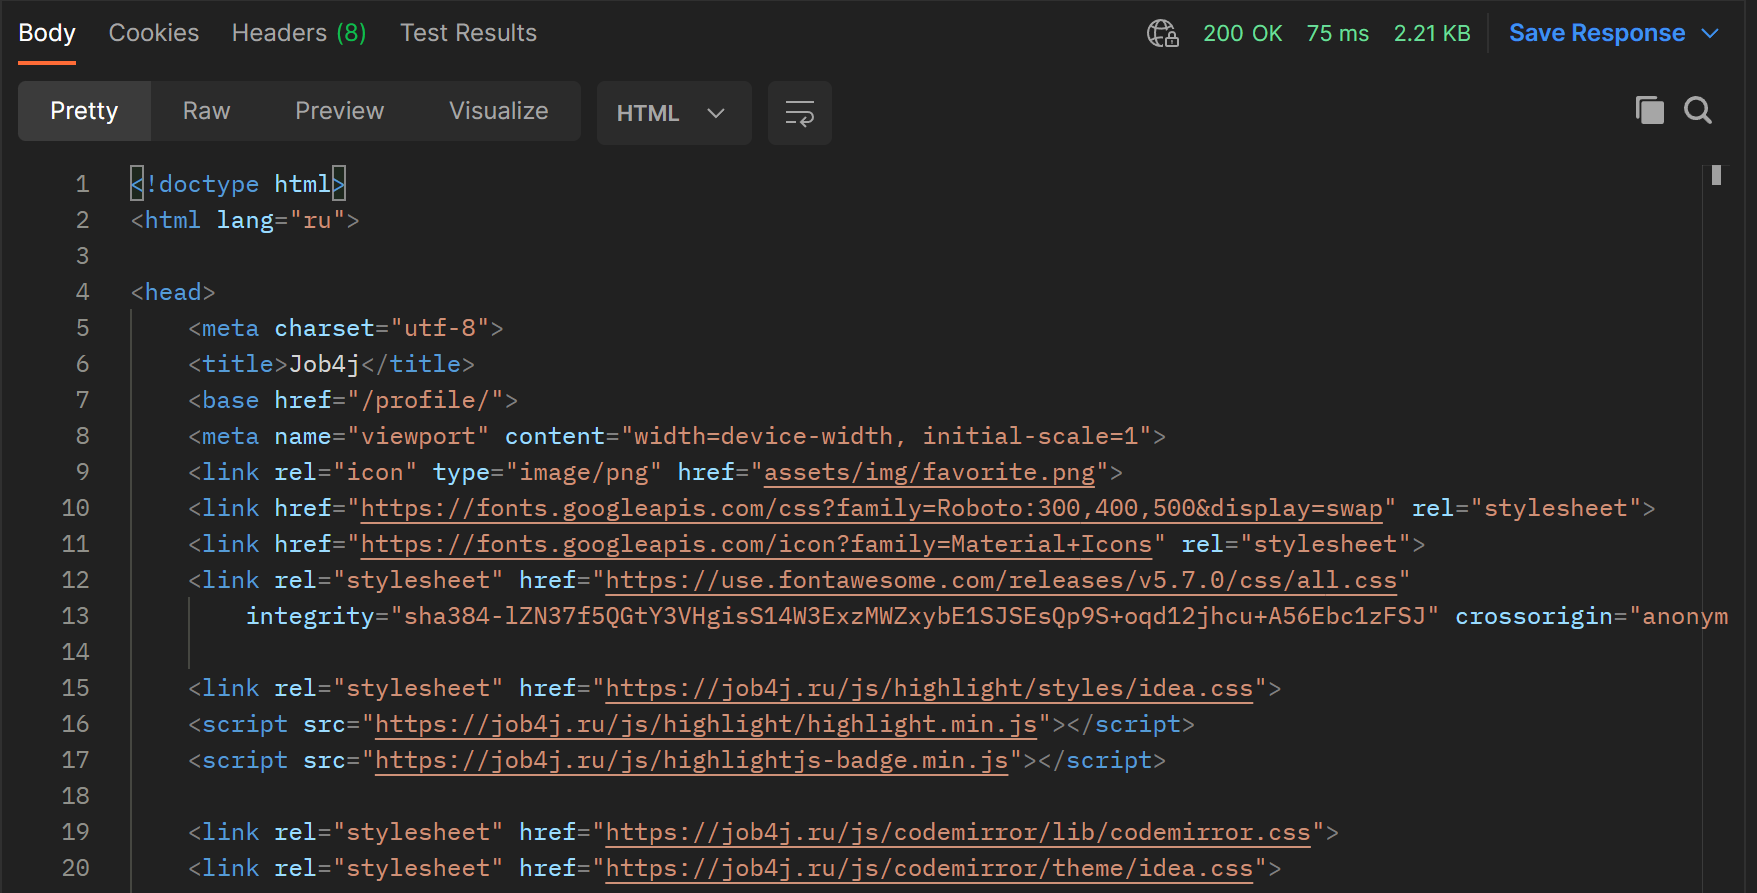 Body Cookies Headers (8) Test Results 200 OK 75 ms 2.21 KB Save Response
Pretty Raw Preview Visualize HTML
1 <!doctype html>
2 <html lang="ru">
3
4 <head>
5 <meta charset="utf-8">
6 <title>Job4j</title>
7 <base href="/profile/">
8 <meta name="viewport" content="width=device-width, initial-scale=1">
9 <link rel="icon" type="image/png" href="assets/img/favorite.png">
10 <link href="https://fonts.googleapis.com/css?family=Roboto:300,400,500&display=swap" rel="stylesheet">
11 <link href="https://fonts.googleapis.com/icon?family=Material+Icons" rel="stylesheet">
12 <link rel="stylesheet" href="https://use.fontawesome.com/releases/v5.7.0/css/all.css"
13 integrity="sha384-lZN37f5QGtY3VHgisS14W3ExzMWZxybE1SJSEsQp9S+oqd12jhcu+A56Ebc1zFSJ" crossorigin="anonym
14
15 <link rel="stylesheet" href="https://job4j.ru/js/highlight/styles/idea.css">
16 <script src="https://job4j.ru/js/highlight/highlight.min.js"></script>
17 <script src="https://job4j.ru/js/highlightjs-badge.min.js"></script>
18
19 <link rel="stylesheet" href="https://job4j.ru/js/codemirror/lib/codemirror.css">
20 <link rel="stylesheet" href="https://job4j.ru/js/codemirror/theme/idea.css">